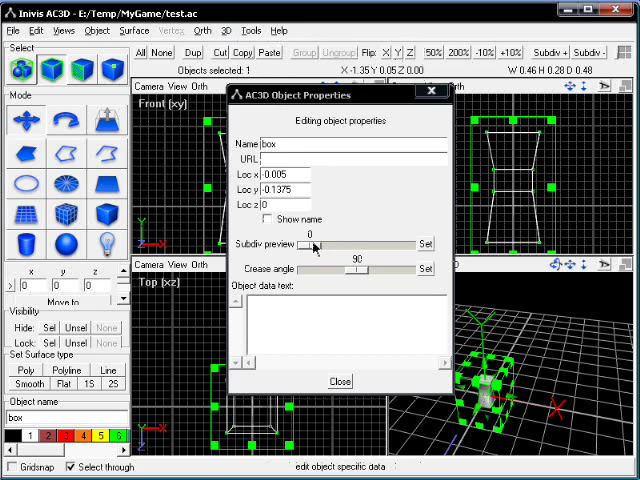 Inivis AC3D - E:/Temp/MyGame/test.ac
File Edit Views Object Surface Vertex Orth 3D Tools Help
Select
All None Dup. Cut Copy Paste Group Ungroup Flip: X Y Z 50% 200% -10% +10% Subdiv + Subdiv -
Objects selected: 1 X -1.35 Y 0.05 Z 0.00 W 0.46 H 0.28 D 0.48
Camera View Orth
Front [xy]
Mode
AC3D Object Properties
Editing object properties
Name box
URL
Loc x -0.005
Loc y -0.1375
Loc z 0
Show name
0
Subdiv preview Set
90
Crease angle Set
Object data text:
Close
Camera View Orth
Top [xz]
x y z
> 0 0 0
Move to
Visibility
Hide: Sel Unsel None
Lock: Sel Unsel None
Set Surface type
Poly Polyline Line
Smooth Flat 1S 2S
Object name
box
1 2 3 4 5 6
Gridsnap Select through edit object specific data